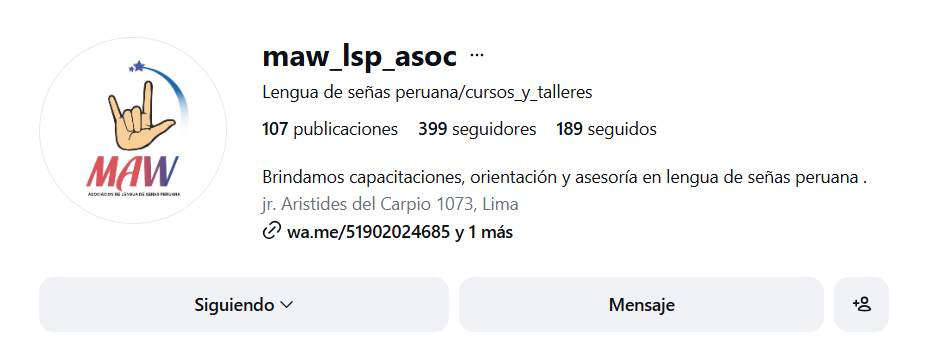 maw_lsp_asoc ...
Lengua de señas peruana/cursos_y_talleres
107 publicaciones 399 seguidores 189 seguidos
MAW
ASOCIACION DE LENGUA DE SEÑAS PERUANA
Brindamos capacitaciones, orientación y asesoría en lengua de señas peruana .
jr. Aristides del Carpio 1073, Lima
wa.me/51902024685 y 1 más
Siguiendo
Mensaje